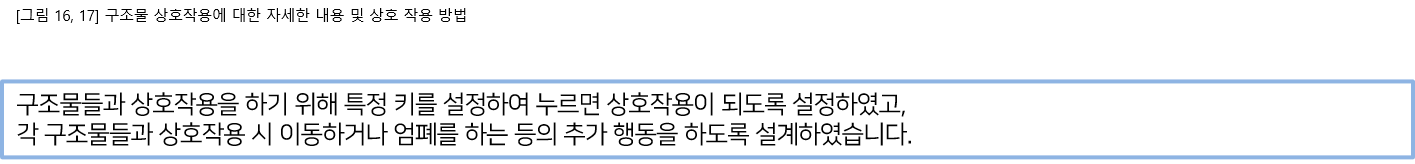 [그림 16, 17] 구조물 상호작용에 대한 자세한 내용 및 상호 작용 방법
구조물들과 상호작용을 하기 위해 특정 키를 설정하여 누르면 상호작용이 되도록 설정하였고,
각 구조물들과 상호작용 시 이동하거나 엄폐를 하는 등의 추가 행동을 하도록 설계하였습니다.